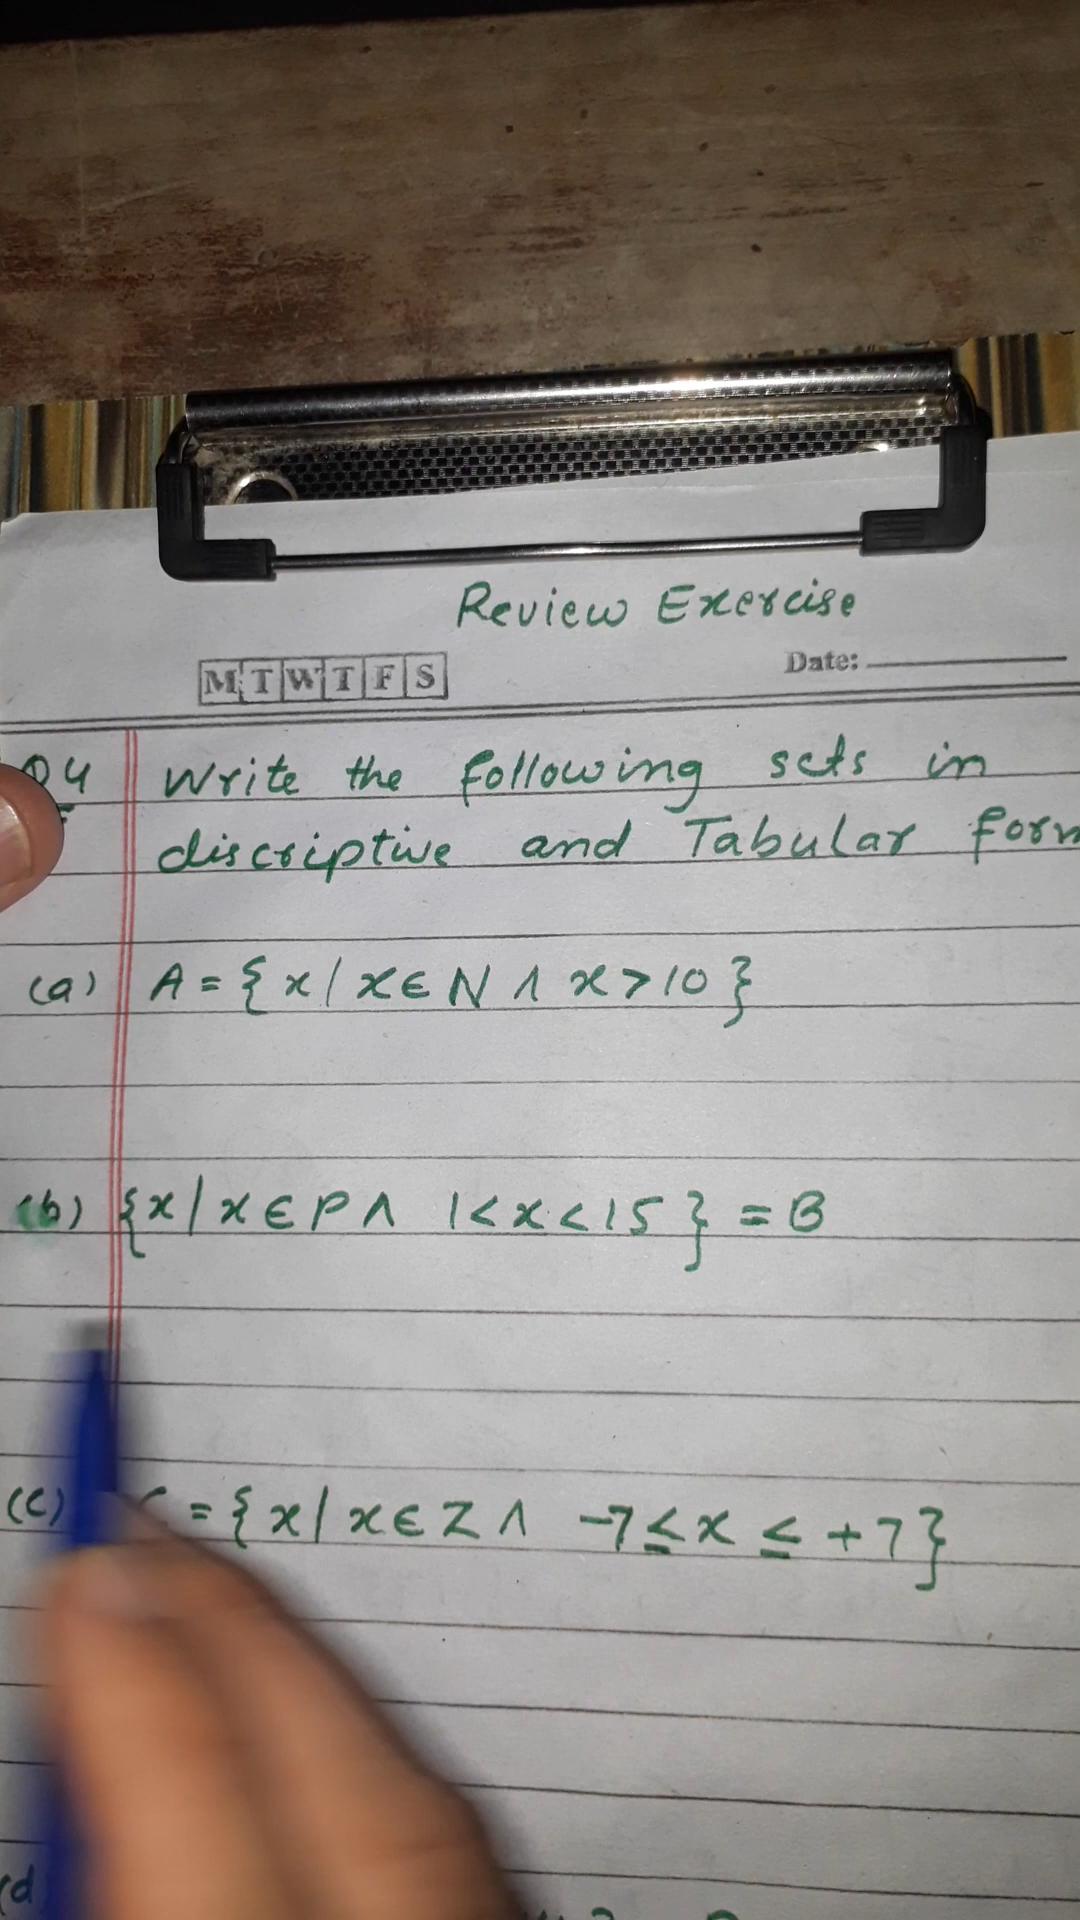 Review Exercise
M T W T F S Date:
Q4 Write the following sets in
discriptive and Tabular form
(a) A = { x / x ∈ N ∧ x > 10 }
(b) { x / x ∈ P ∧ 1 < x < 15 } = B
(c) C = { x / x ∈ Z ∧ -7 ≤ x ≤ +7 }
(d